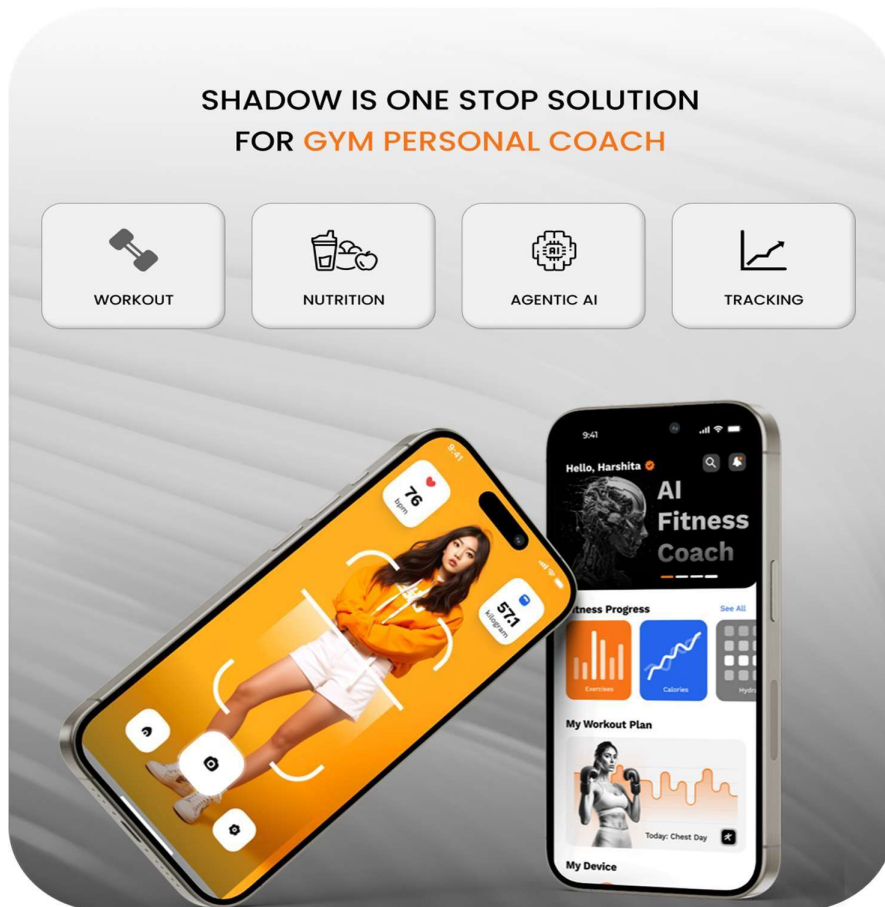 SHADOW IS ONE STOP SOLUTION
FOR GYM PERSONAL COACH
WORKOUT
NUTRITION
AGENTIC AI
TRACKING
9:41
76
bpm
57.1
kilogram
9:41
Hello, Harshita
AI
Fitness
Coach
itness Progress
See All
Exercises
Calories
Hydr
My Workout Plan
Today: Chest Day
My Device